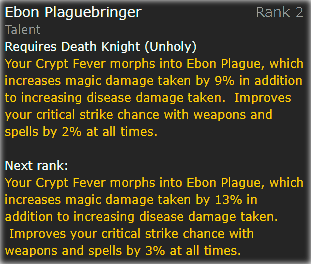 Ebon Plaguebringer Rank 2
Talent
Requires Death Knight (Unholy)
Your Crypt Fever morphs into Ebon Plague, which
increases magic damage taken by 9% in addition
to increasing disease damage taken.  Improves
your critical strike chance with weapons and
spells by 2% at all times.

Next rank:
Your Crypt Fever morphs into Ebon Plague, which
increases magic damage taken by 13% in
addition to increasing disease damage taken.
Improves your critical strike chance with
weapons and spells by 3% at all times.